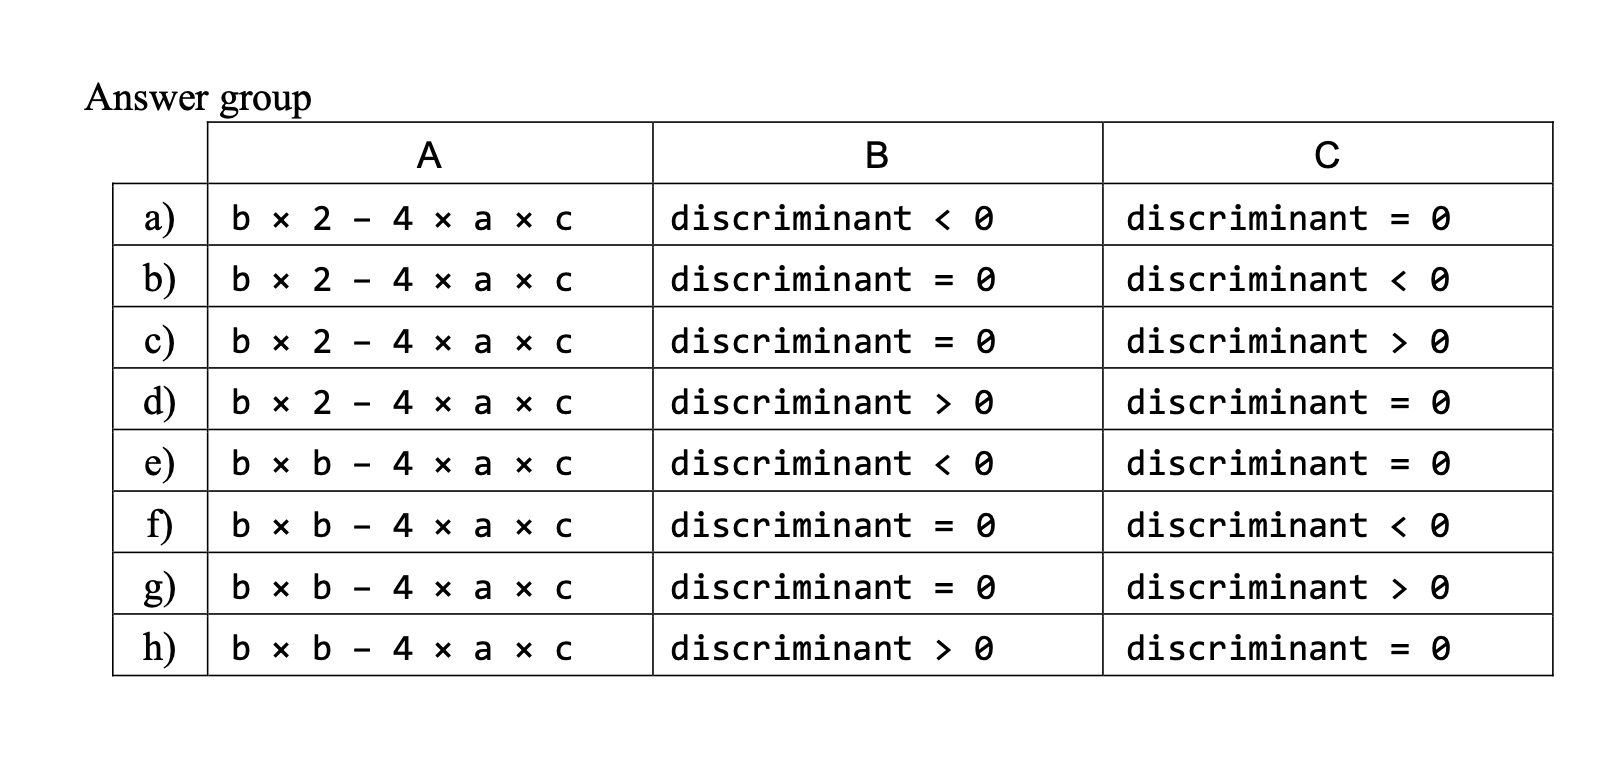 Answer group
A B C
a) b × 2 – 4 × a × c discriminant < 0 discriminant = 0
b) b × 2 – 4 × a × c discriminant = 0 discriminant < 0
c) b × 2 – 4 × a × c discriminant = 0 discriminant > 0
d) b × 2 – 4 × a × c discriminant > 0 discriminant = 0
e) b × b – 4 × a × c discriminant < 0 discriminant = 0
f) b × b – 4 × a × c discriminant = 0 discriminant < 0
g) b × b – 4 × a × c discriminant = 0 discriminant > 0
h) b × b – 4 × a × c discriminant > 0 discriminant = 0